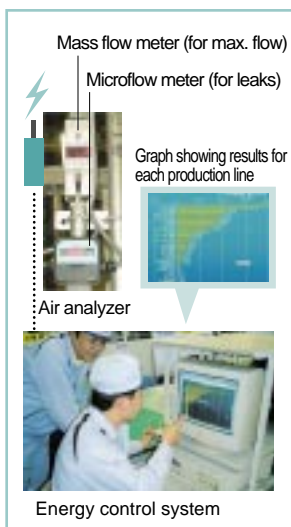 Mass flow meter (for max. flow)
Microflow meter (for leaks)
Graph showing results for
each production line
Air analyzer
Energy control system